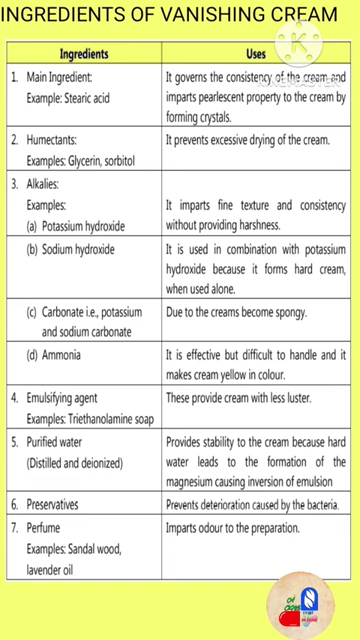 INGREDIENTS OF VANISHING CREAM
Ingredients
Uses
1. Main Ingredient:
Example: Stearic acid
It governs the consistency of the cream and
imparts pearlescent property to the cream by
forming crystals.
2. Humectants:
Examples: Glycerin, sorbitol
It prevents excessive drying of the cream.
3. Alkalies:
Examples:
(a) Potassium hydroxide
It imparts fine texture and consistency
without providing harshness.
(b) Sodium hydroxide
It is used in combination with potassium
hydroxide because it forms hard cream,
when used alone.
(c) Carbonate i.e., potassium
and sodium carbonate
Due to the creams become spongy.
(d) Ammonia
It is effective but difficult to handle and it
makes cream yellow in colour.
4. Emulsifying agent
Examples: Triethanolamine soap
These provide cream with less luster.
5. Purified water
(Distilled and deionized)
Provides stability to the cream because hard
water leads to the formation of the
magnesium causing inversion of emulsion
6. Preservatives
Prevents deterioration caused by the bacteria.
7. Perfume
Examples: Sandal wood,
lavender oil
Imparts odour to the preparation.
KINEMASTER